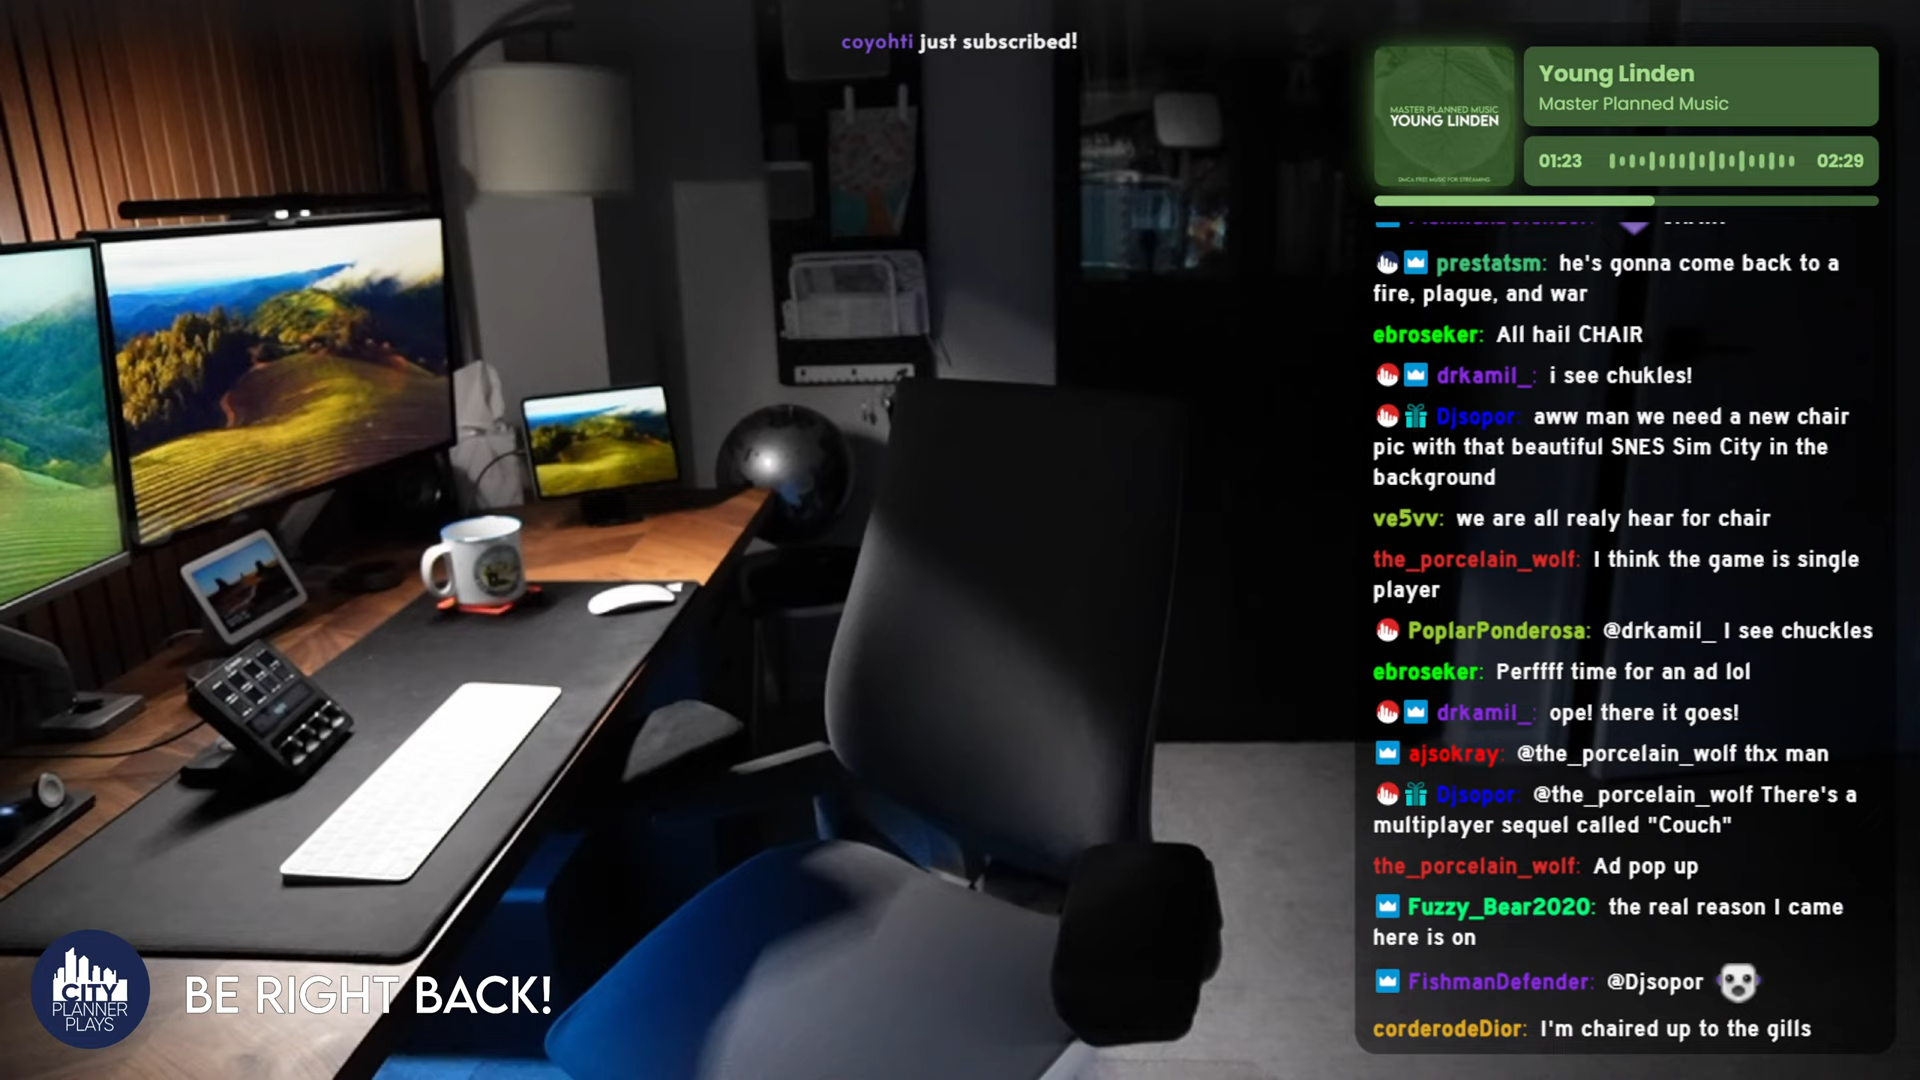 coyohti just subscribed!
MASTER PLANNED MUSIC
YOUNG LINDEN
DMCA FREE MUSIC FOR STREAMING
Young Linden
Master Planned Music
01:23
02:29
prestatsm: he's gonna come back to a
fire, plague, and war
ebroseker: All hail CHAIR
drkamil_: i see chukles!
Djsopor: aww man we need a new chair
pic with that beautiful SNES Sim City in the
background
ve5vv: we are all realy hear for chair
the_porcelain_wolf: I think the game is single
player
PoplarPonderosa: @drkamil_ I see chuckles
ebroseker: Perffff time for an ad lol
drkamil_: ope! there it goes!
ajsokray: @the_porcelain_wolf thx man
Djsopor: @the_porcelain_wolf There's a
multiplayer sequel called "Couch"
the_porcelain_wolf: Ad pop up
Fuzzy_Bear2020: the real reason I came
here is on
FishmanDefender: @Djsopor
corderodeDior: I'm chaired up to the gills
CITY
PLANNER
PLAYS
BE RIGHT BACK!